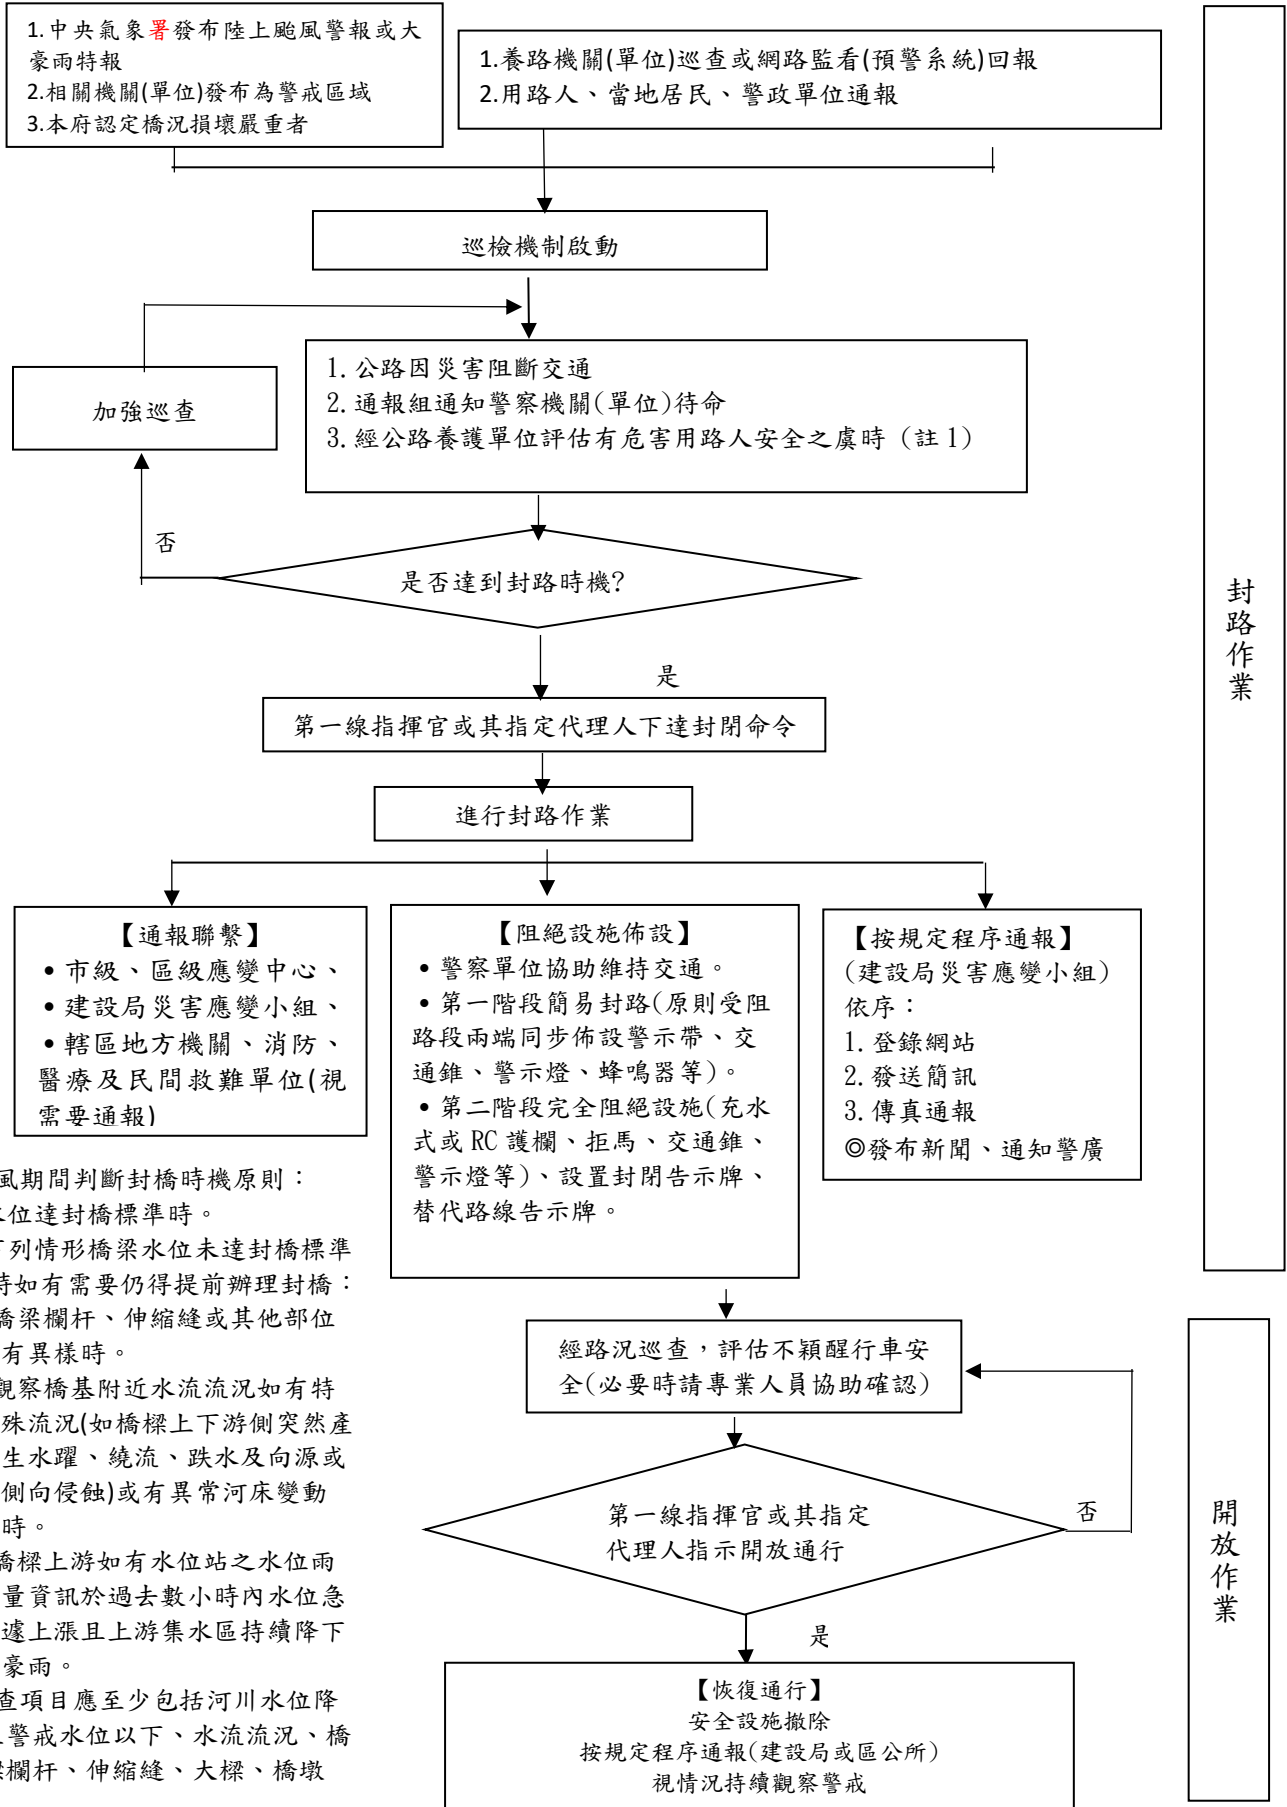 1.中央氣象署發布陸上颱風警報或大
豪雨特報
2.相關機關(單位)發布為警戒區域
3.本府認定橋況損壞嚴重者
1.養路機關(單位)巡查或網路監看(預警系統)回報
2.用路人、當地居民、警政單位通報
巡檢機制啟動
加強巡查
1.公路因災害阻斷交通
2.通報組通知警察機關(單位)待命
3.經公路養護單位評估有危害用路人安全之虞時（註1）
否
是否達到封路時機?
是
第一線指揮官或其指定代理人下達封閉命令
進行封路作業
封路作業
【通報聯繫】
•市級、區級應變中心、
•建設局災害應變小組、
•轄區地方機關、消防、
醫療及民間救難單位(視
需要通報)
【阻絕設施佈設】
•警察單位協助維持交通。
•第一階段簡易封路(原則受阻
路段兩端同步佈設警示帶、交
通錐、警示燈、蜂鳴器等)。
•第二階段完全阻絕設施(充水
式或RC護欄、拒馬、交通錐、
警示燈等)、設置封閉告示牌、
替代路線告示牌。
【按規定程序通報】
(建設局災害應變小組)
依序：
1.登錄網站
2.發送簡訊
3.傳真通報
◎發布新聞、通知警廣
風期間判斷封橋時機原則：
水位達封橋標準時。
下列情形橋梁水位未達封橋標準
時如有需要仍得提前辦理封橋：
橋梁欄杆、伸縮縫或其他部位
有異樣時。
觀察橋基附近水流流況如有特
殊流況(如橋樑上下游側突然產
生水躍、繞流、跌水及向源或
側向侵蝕)或有異常河床變動
時。
橋樑上游如有水位站之水位雨
量資訊於過去數小時內水位急
遽上漲且上游集水區持續降下
豪雨。
查項目應至少包括河川水位降
警戒水位以下、水流流況、橋
樑欄杆、伸縮縫、大樑、橋墩
經路況巡查，評估不穎醒行車安
全(必要時請專業人員協助確認)
第一線指揮官或其指定
代理人指示開放通行
否
是
【恢復通行】
安全設施撤除
按規定程序通報(建設局或區公所)
視情況持續觀察警戒
開放作業